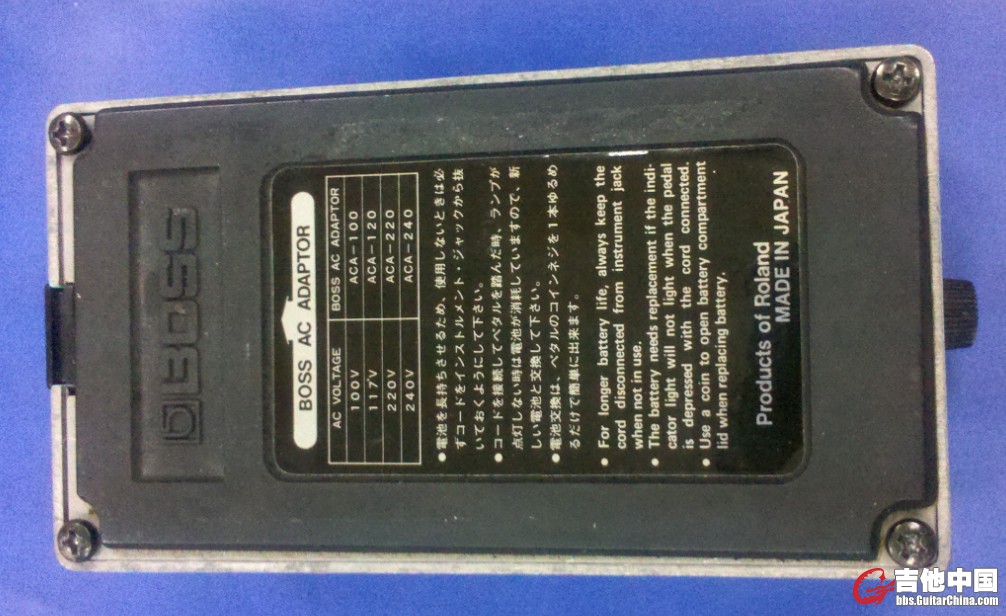 BOSS
BOSS AC ADAPTOR
AC VOLTAGE BOSS AC ADAPTOR
100V ACA-100
117V ACA-120
220V ACA-220
240V ACA-240
●電池を長持ちさせるため、使用しないときは必
ずコードをインストルメント・ジャックから抜
いておくようにして下さい。
●コードを接続してペタルを踏んだ時、ランプが
点灯しない時は電池が消耗していますので、新
しい電池と交換して下さい。
●電池交換は、ペタルのコインネジを1本ゆるめ
るだけで簡単に出来ます。
● For longer battery life, always keep the
cord disconnected from instrument jack
when not in use.
● The battery needs replacement if the indi-
cator light will not light when the pedal
is depressed with the cord connected.
● Use a coin to open battery compartment
lid when replacing battery.
Products of Roland
MADE IN JAPAN
吉他中国
bbs.GuitarChina.com